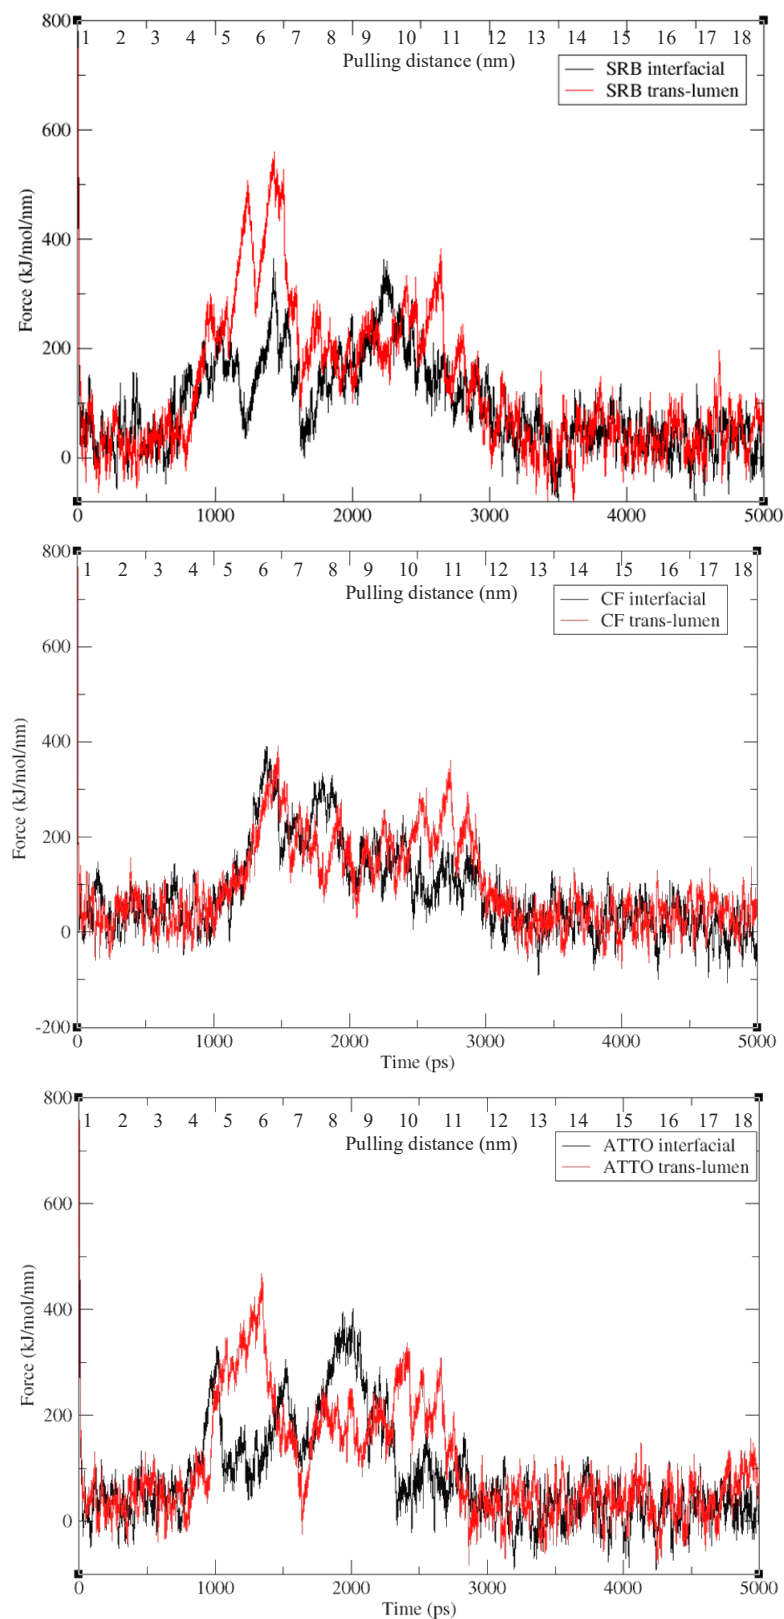 800
1 2 3 4 5 6 7 8 9 10 11 12 13 14 15 16 17 18
Pulling distance (nm)
SRB interfacial
SRB trans-lumen
600
400
200
0
Force (kJ/mol/nm)
0 1000 2000 3000 4000 5000
800
1 2 3 4 5 6 7 8 9 10 11 12 13 14 15 16 17 18
Pulling distance (nm)
CF interfacial
CF trans-lumen
600
400
200
0
-200
Force (kJ/mol/nm)
0 1000 2000 3000 4000 5000
Time (ps)
800
1 2 3 4 5 6 7 8 9 10 11 12 13 14 15 16 17 18
Pulling distance (nm)
ATTO interfacial
ATTO trans-lumen
600
400
200
0
Force (kJ/mol/nm)
0 1000 2000 3000 4000 5000
Time (ps)